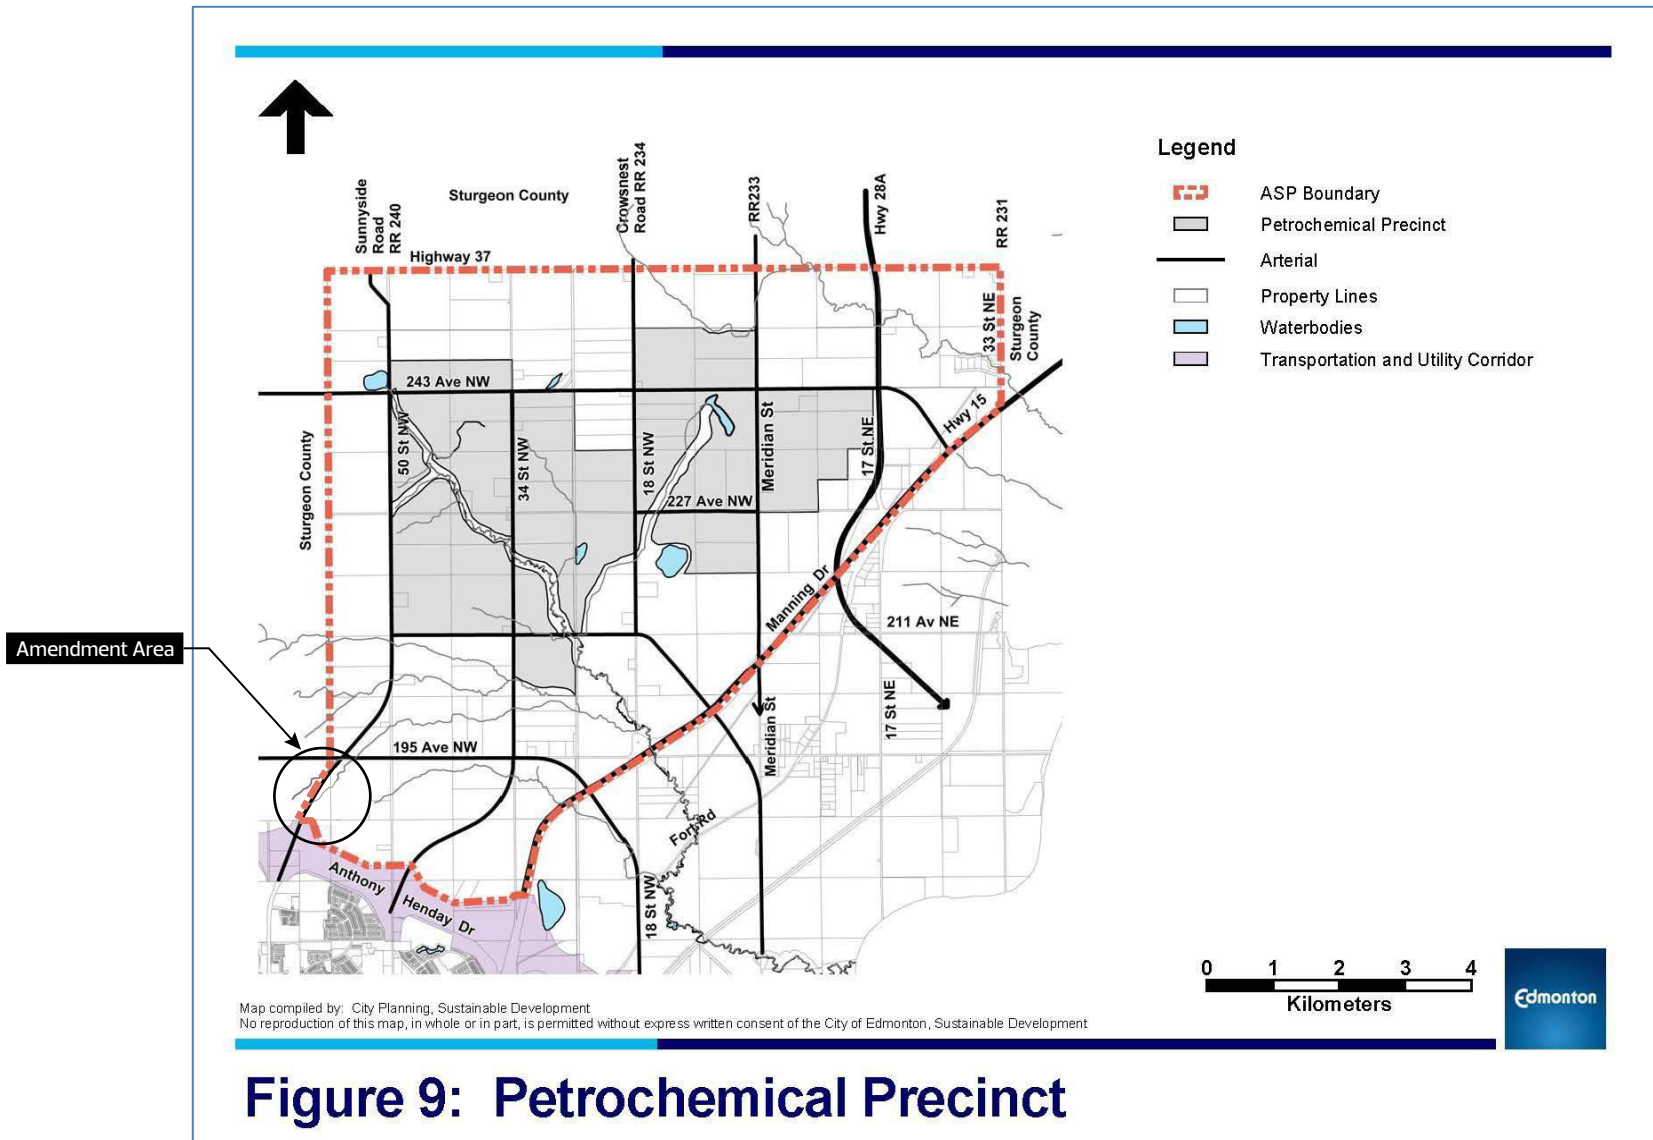 Sturgeon County
Sunnyside
Road
RR 240
Crowsnest
Road RR 234
RR233
Hwy 28A
RR 231
Highway 37
33 St NE
Sturgeon
County
243 Ave NW
Hwy 15
50 St NW
34 St NW
18 St NW
Meridian St
17 St NE
Sturgeon County
227 Ave NW
Manning Dr
211 Av NE
Amendment Area
17 St NE
Meridian St
195 Ave NW
Fort Rd
Anthony
Henday Dr
18 St NW
Legend
ASP Boundary
Petrochemical Precinct
Arterial
Property Lines
Waterbodies
Transportation and Utility Corridor
0 1 2 3 4
Kilometers
Edmonton
Map compiled by: City Planning, Sustainable Development
No reproduction of this map, in whole or in part, is permitted without express written consent of the City of Edmonton, Sustainable Development
Figure 9: Petrochemical Precinct